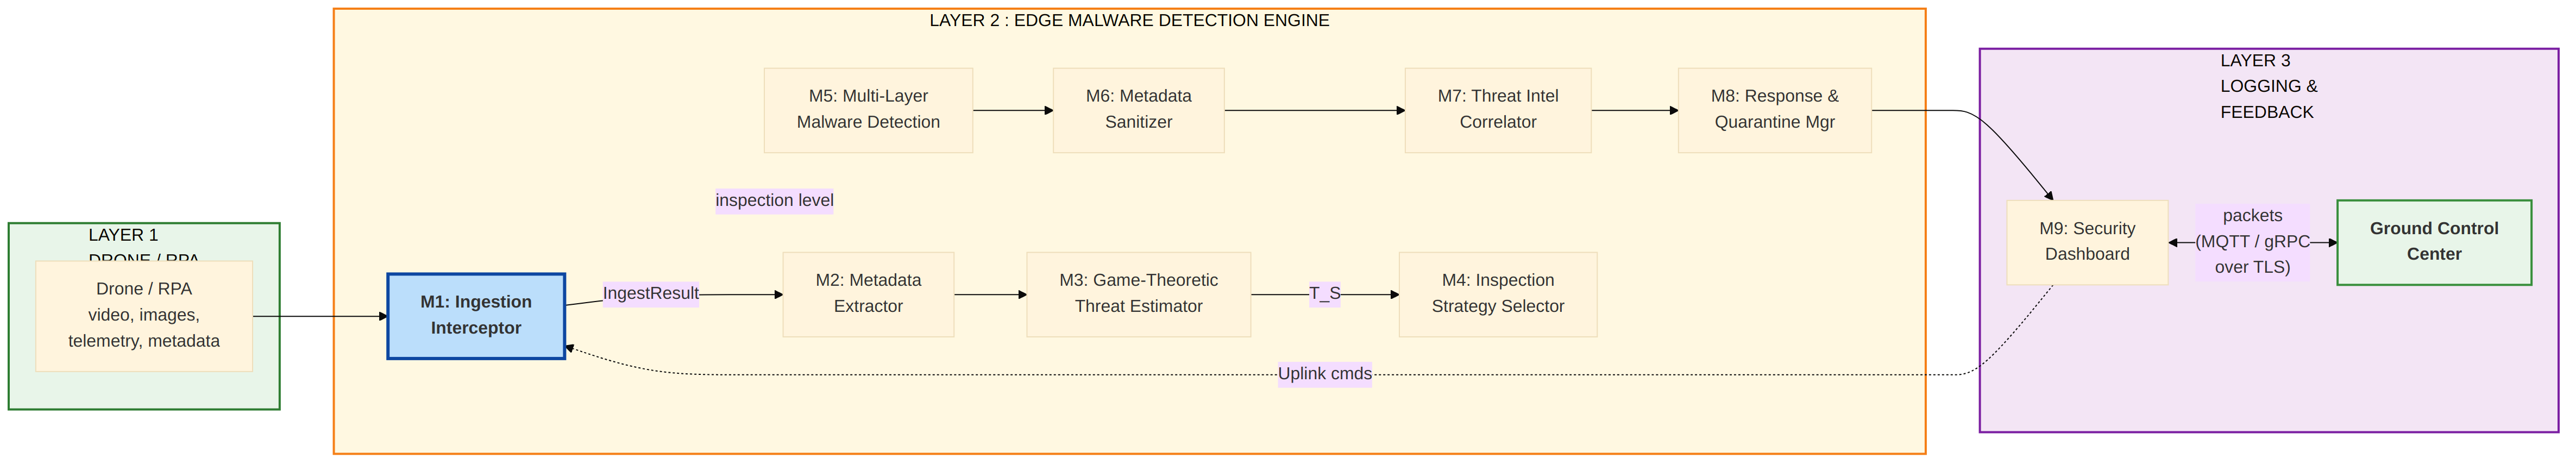 LAYER 2 : EDGE MALWARE DETECTION ENGINE
LAYER 3
LOGGING &
FEEDBACK
M5: Multi-Layer
Malware Detection
M6: Metadata
Sanitizer
M7: Threat Intel
Correlator
M8: Response &
Quarantine Mgr
inspection level
LAYER 1
DRONE / RPA
Drone / RPA
video, images,
telemetry, metadata
M1: Ingestion
Interceptor
IngestResult
M2: Metadata
Extractor
M3: Game-Theoretic
Threat Estimator
T_S
M4: Inspection
Strategy Selector
M9: Security
Dashboard
packets
(MQTT / gRPC
over TLS)
Ground Control
Center
Uplink cmds